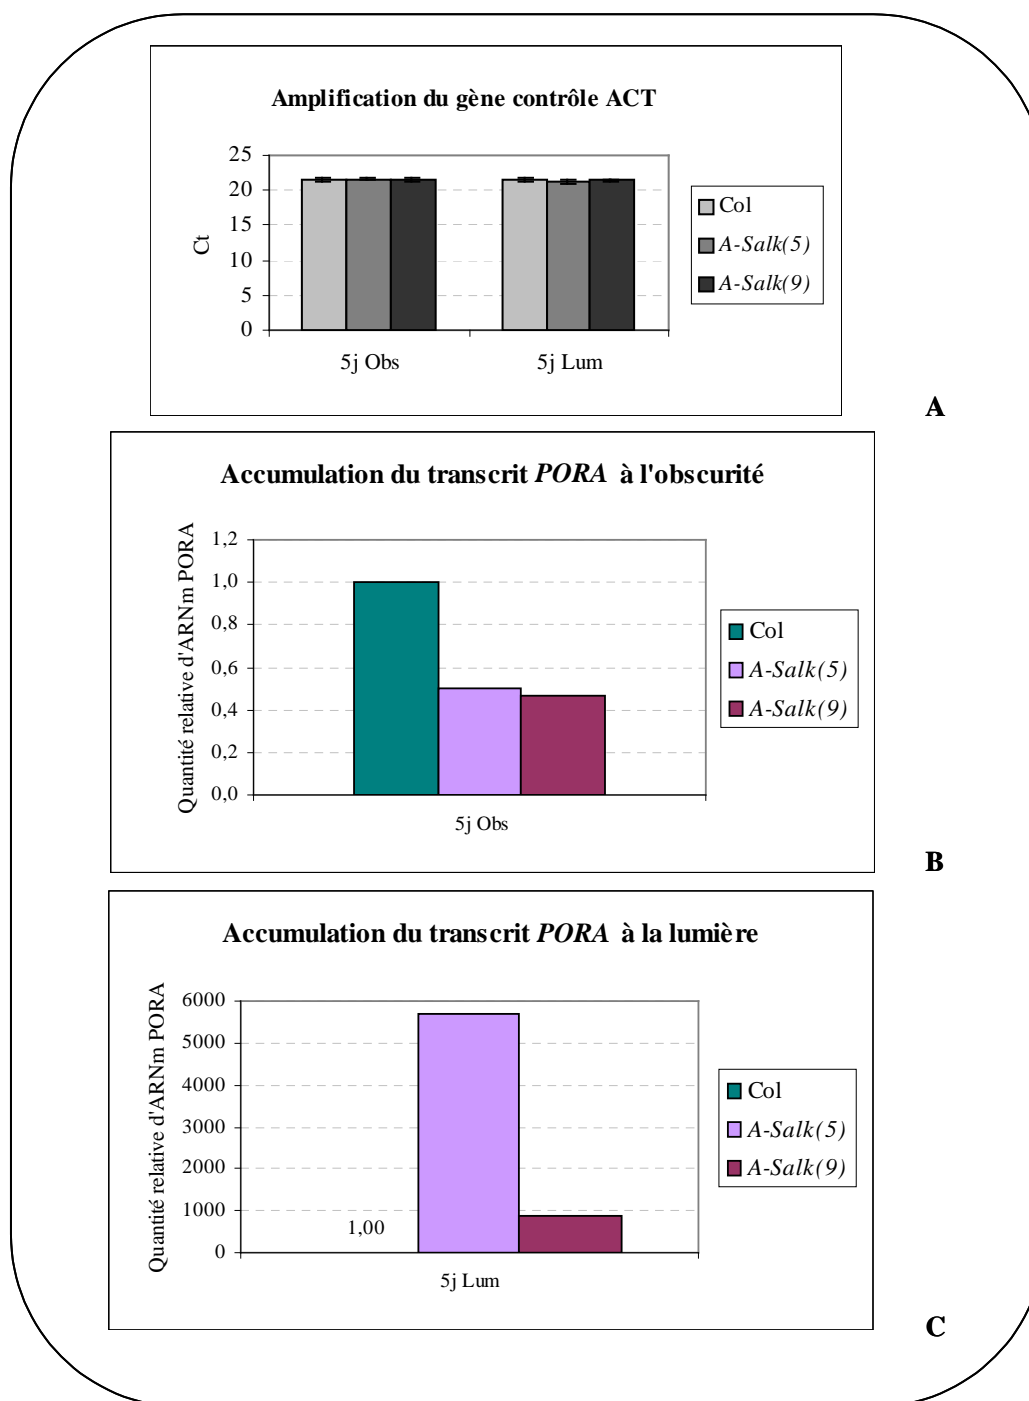 Amplification du gène contrôle ACT
25
20
15
10
5
0
Ct
5j Obs
5j Lum
Col
A-Salk(5)
A-Salk(9)
A
Accumulation du transcrit PORA à l'obscurité
Quantité relative d'ARNm PORA
1,2
1,0
0,8
0,6
0,4
0,2
0,0
5j Obs
Col
A-Salk(5)
A-Salk(9)
B
Accumulation du transcrit PORA à la lumière
Quantité relative d'ARNm PORA
6000
5000
4000
3000
2000
1000
0
1,00
5j Lum
Col
A-Salk(5)
A-Salk(9)
C